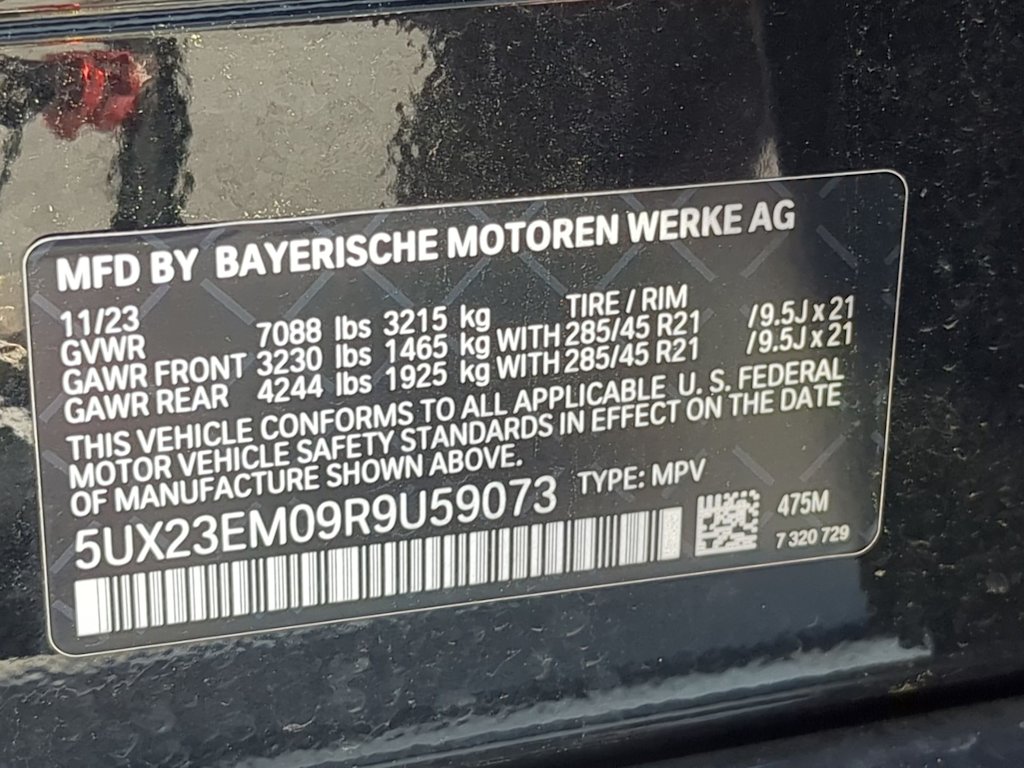 MFD BY BAYERISCHE MOTOREN WERKE AG
11/23 TIRE / RIM
GVWR 7088 lbs 3215 kg
GAWR FRONT 3230 lbs 1465 kg WITH 285/45 R21 /9.5J x 21
GAWR REAR 4244 lbs 1925 kg WITH 285/45 R21 /9.5J x 21
THIS VEHICLE CONFORMS TO ALL APPLICABLE U. S. FEDERAL
MOTOR VEHICLE SAFETY STANDARDS IN EFFECT ON THE DATE
OF MANUFACTURE SHOWN ABOVE.
5UX23EM09R9U59073 TYPE: MPV
475M
7 320 729